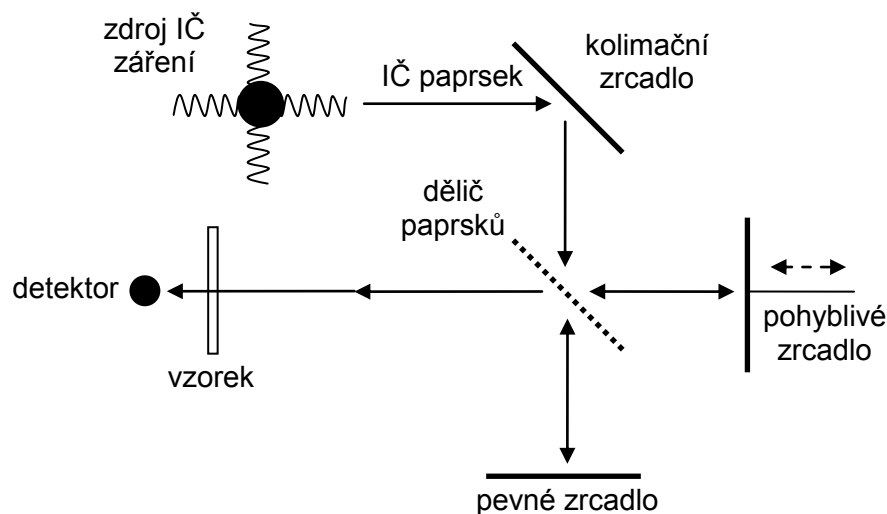 zdroj IČ
záření
IČ paprsek
kolimační
zrcadlo
dělič
paprsků
detektor
vzorek
pohyblivé
zrcadlo
pevné zrcadlo